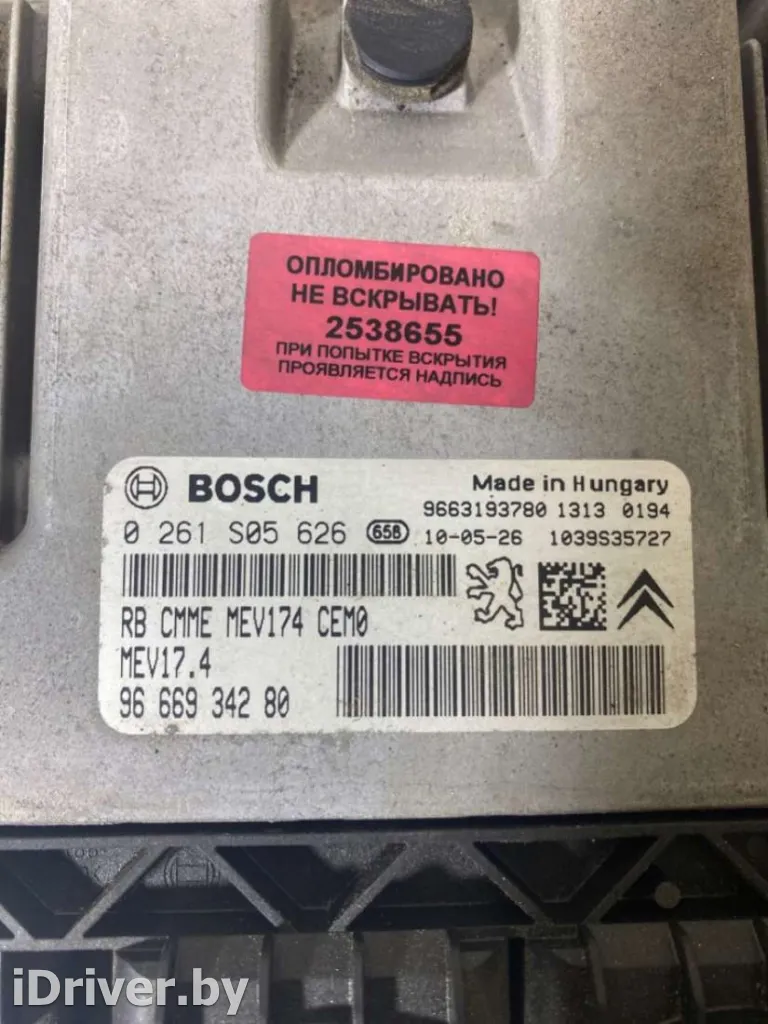 ОПЛОМБИРОВАНО
НЕ ВСКРЫВАТЬ!
2538655
ПРИ ПОПЫТКЕ ВСКРЫТИЯ
ПРОЯВЛЯЕТСЯ НАДПИСЬ
BOSCH Made in Hungary
9663193780 1313 0194
0 261 S05 626 65B 10-05-26 1039S35727
RB CMME MEV174 CEM0
MEV17.4
96 669 342 80
iDriver.by